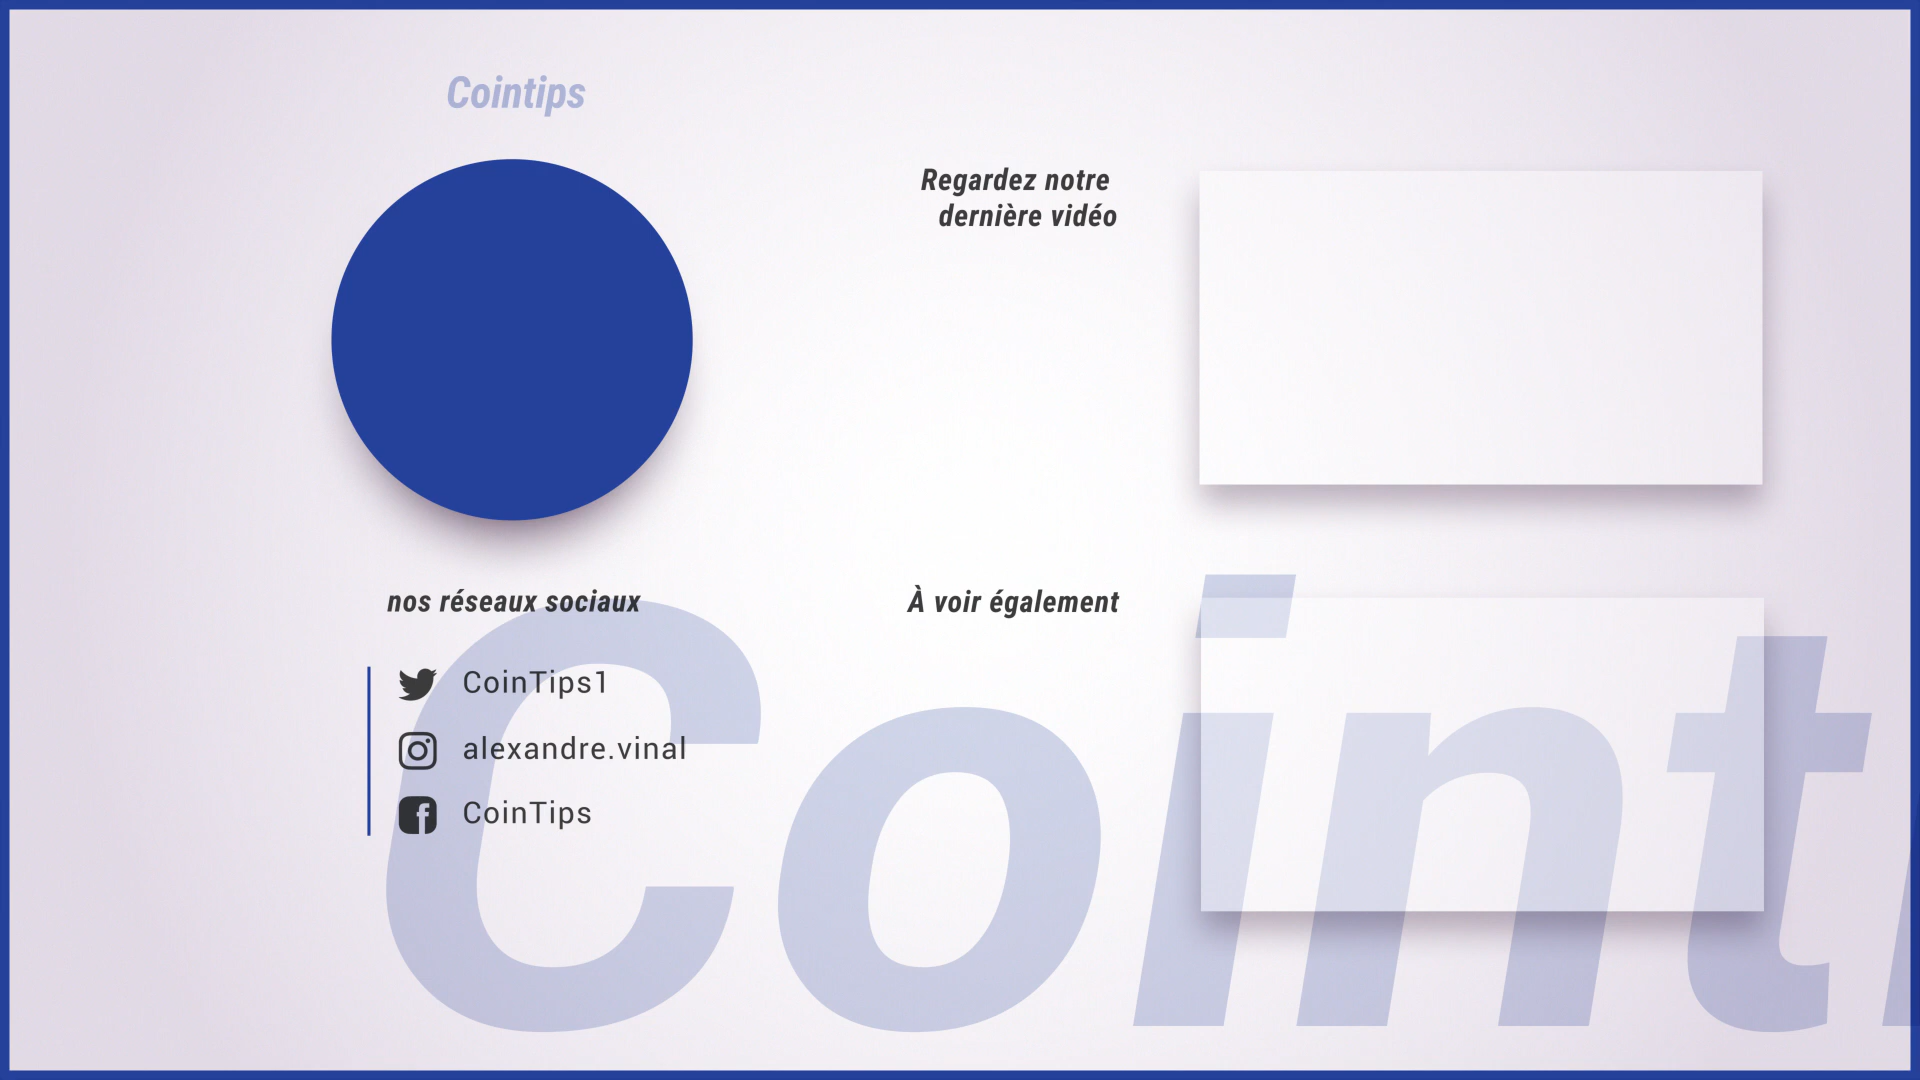 Cointips
Regardez notre
dernière vidéo
nos réseaux sociaux
À voir également
CoinTips1
alexandre.vinal
CoinTips
Coint